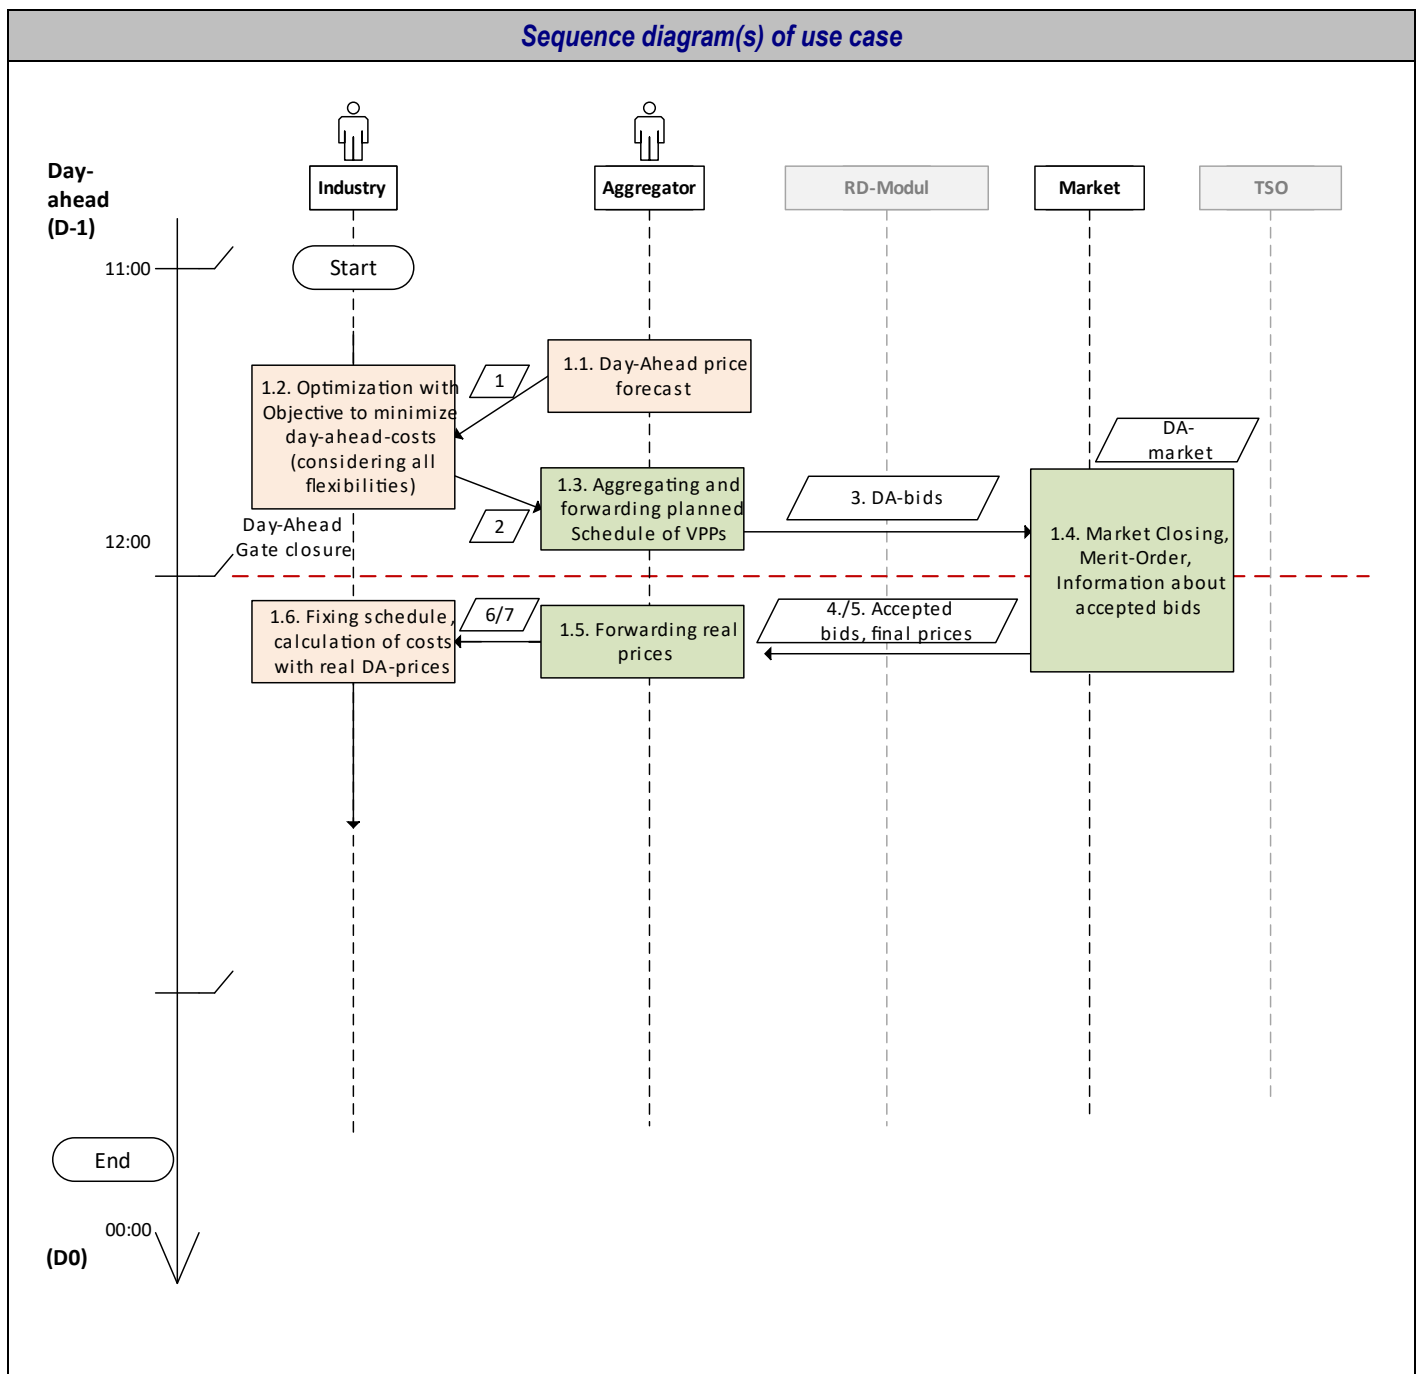 Sequence diagram(s) of use case
Day-
ahead
(D-1)
Industry
Aggregator
RD-Modul
Market
TSO
11:00
Start
1.1. Day-Ahead price
forecast
1
1.2. Optimization with
Objective to minimize
day-ahead-costs
(considering all
flexibilities)
2
1.3. Aggregating and
forwarding planned
Schedule of VPPs
3. DA-bids
DA-
market
1.4. Market Closing,
Merit-Order,
Information about
accepted bids
12:00
Day-Ahead
Gate closure
4./5. Accepted
bids, final prices
1.5. Forwarding real
prices
6/7
1.6. Fixing schedule,
calculation of costs
with real DA-prices
End
00:00
(D0)